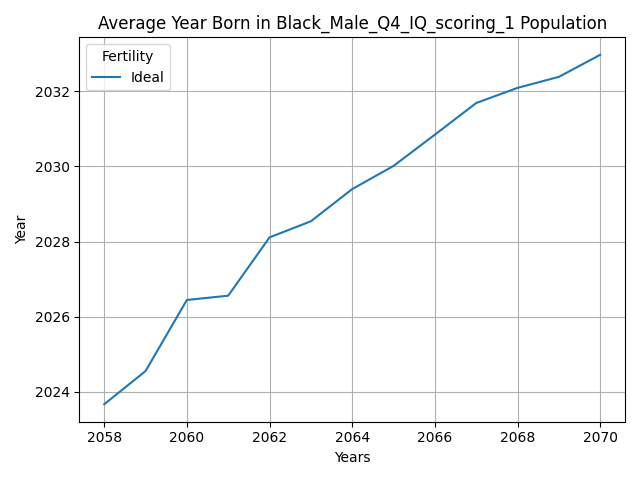 Average Year Born in Black_Male_Q4_IQ_scoring_1 Population
Fertility
Ideal
2032
2030
2028
2026
2024
Year
2058 2060 2062 2064 2066 2068 2070
Years